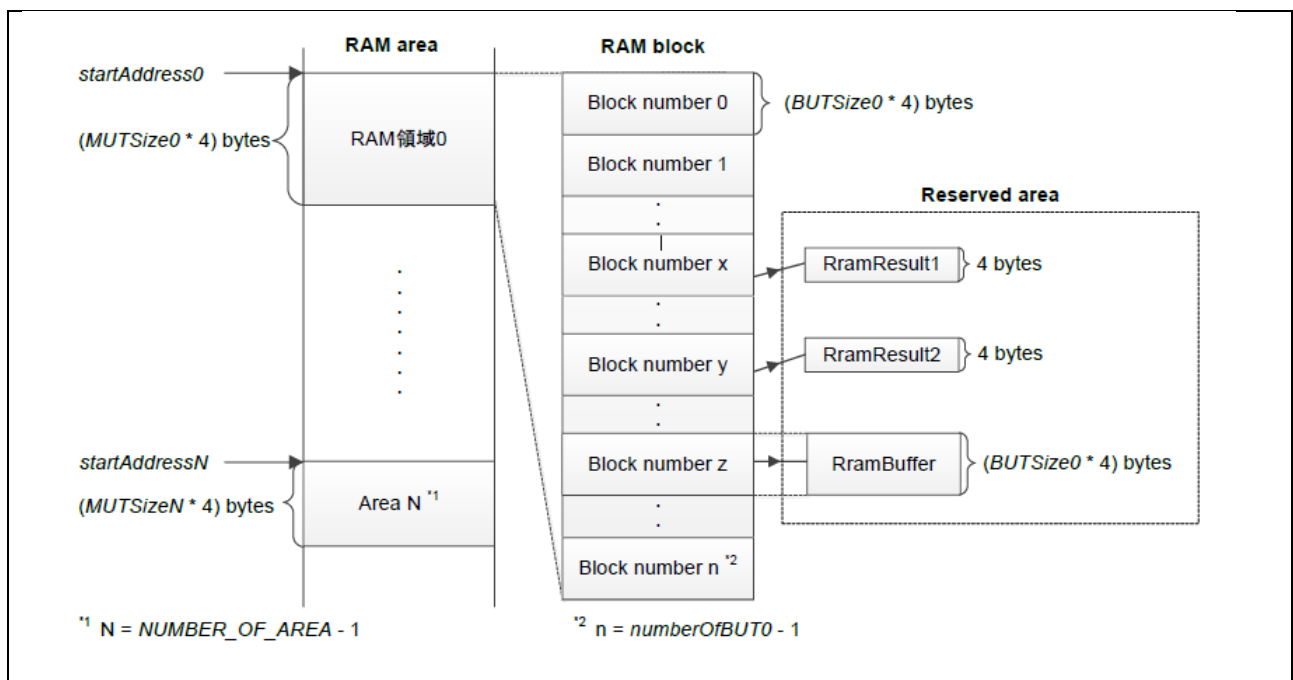 RAM area
RAM block
startAddress0
Block number 0
(BUTSize0 * 4) bytes
(MUTSize0 * 4) bytes
RAM領域0
Block number 1
Reserved area
Block number x
RramResult1
4 bytes
Block number y
RramResult2
4 bytes
startAddressN
Block number z
RramBuffer
(BUTSize0 * 4) bytes
(MUTSizeN * 4) bytes
Area N *1
Block number n *2
*1 N = NUMBER_OF_AREA - 1
*2 n = numberOfBUT0 - 1